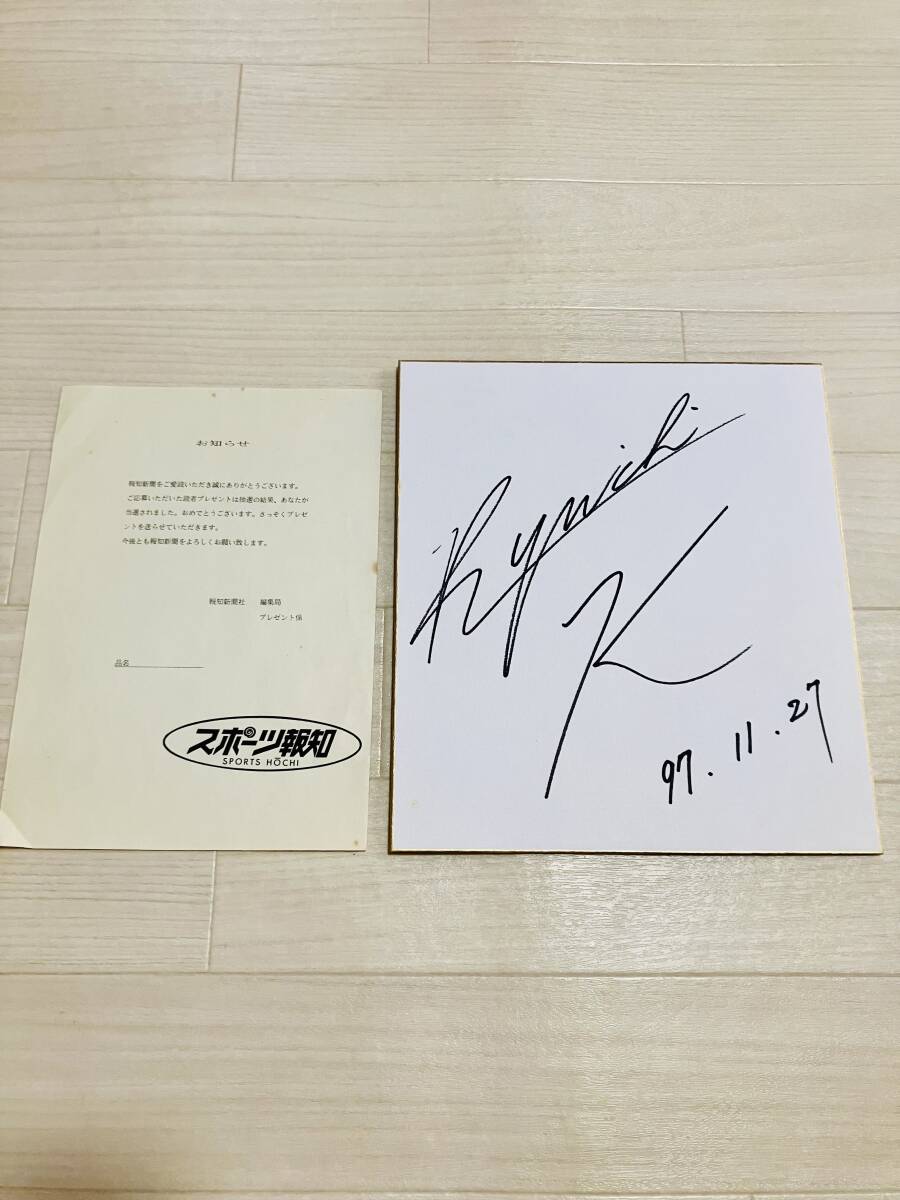 お知らせ
報知新聞をご愛読いただき誠にありがとうございます。
ご応募いただいた読者プレゼントは抽選の結果、あなたが
当選されました。おめでとうございます。さっそくプレゼ
ントを送らせていただきます。
今後とも報知新聞をよろしくお願い致します。
報知新聞社　編集局
プレゼント係
品名
スポーツ報知
SPORTS HŌCHI
Ryuichi
K
97.11.27